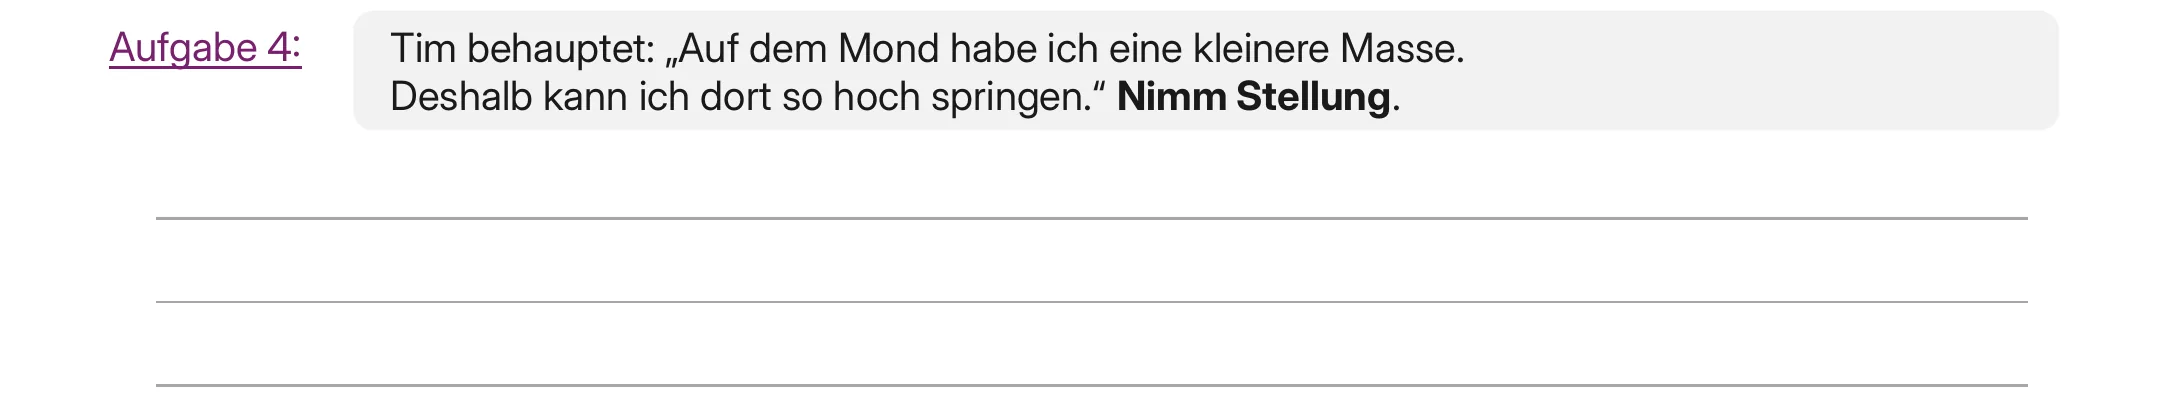 Aufgabe 4:
Tim behauptet: „Auf dem Mond habe ich eine kleinere Masse.
Deshalb kann ich dort so hoch springen.“ Nimm Stellung.